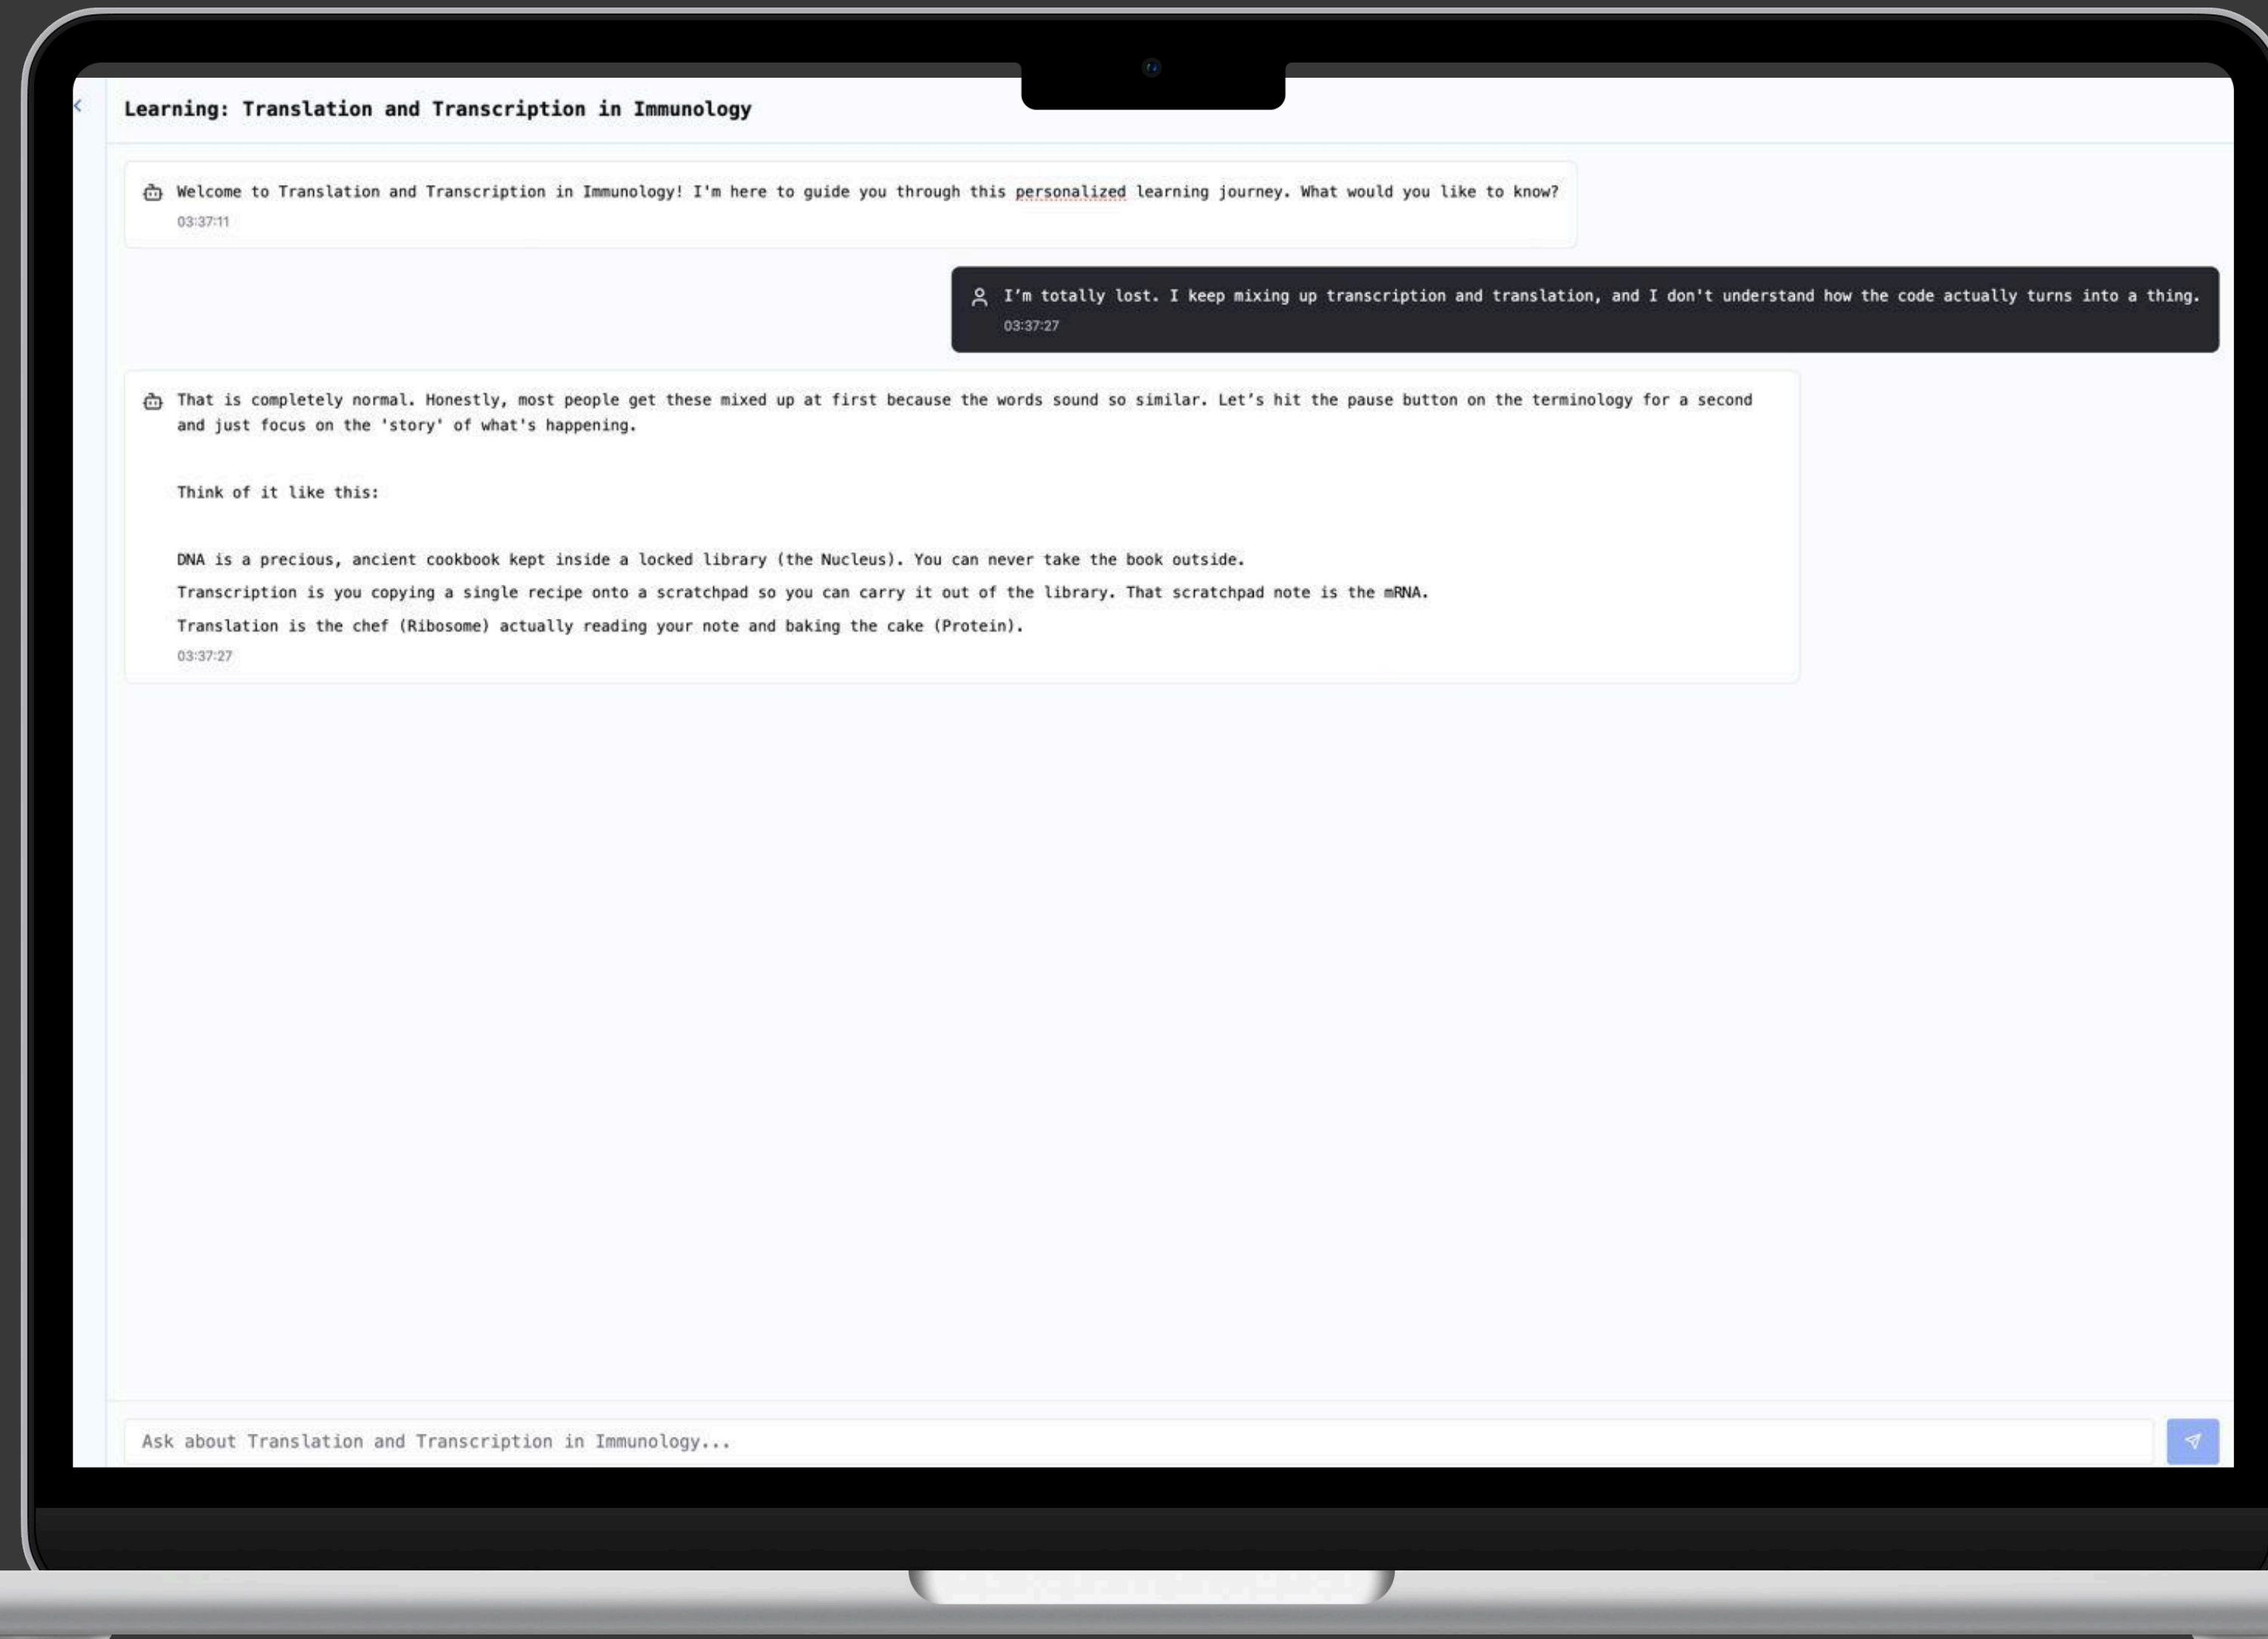 Learning: Translation and Transcription in Immunology
Welcome to Translation and Transcription in Immunology! I'm here to guide you through this personalized learning journey. What would you like to know?
03:37:11
I’m totally lost. I keep mixing up transcription and translation, and I don't understand how the code actually turns into a thing.
03:37:27
That is completely normal. Honestly, most people get these mixed up at first because the words sound so similar. Let’s hit the pause button on the terminology for a second
and just focus on the 'story' of what's happening.
Think of it like this:
DNA is a precious, ancient cookbook kept inside a locked library (the Nucleus). You can never take the book outside.
Transcription is you copying a single recipe onto a scratchpad so you can carry it out of the library. That scratchpad note is the mRNA.
Translation is the chef (Ribosome) actually reading your note and baking the cake (Protein).
03:37:27
Ask about Translation and Transcription in Immunology...